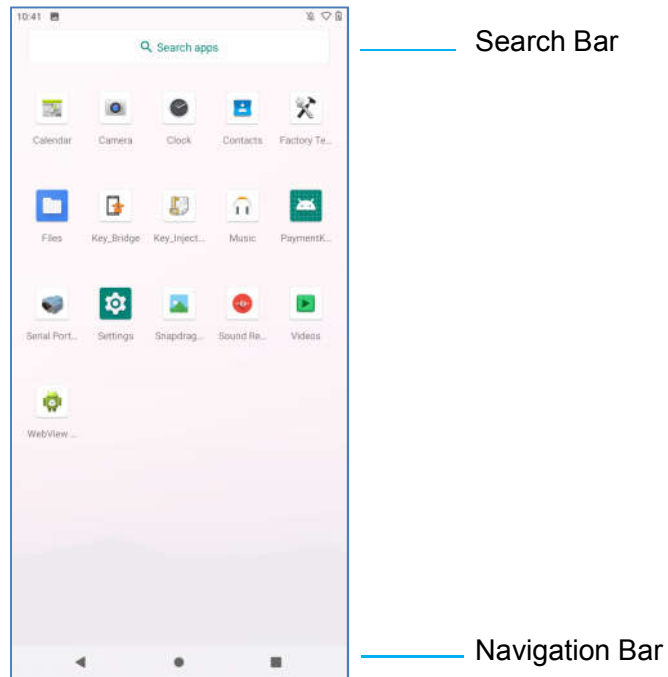 10:41
Search apps
Search Bar
Calendar Camera Clock Contacts Factory Te...
Files Key_Bridge Key_Inject... Music PaymentK...
Serial Port... Settings Snapdrag... Sound Re... Videos
WebView ...
Navigation Bar